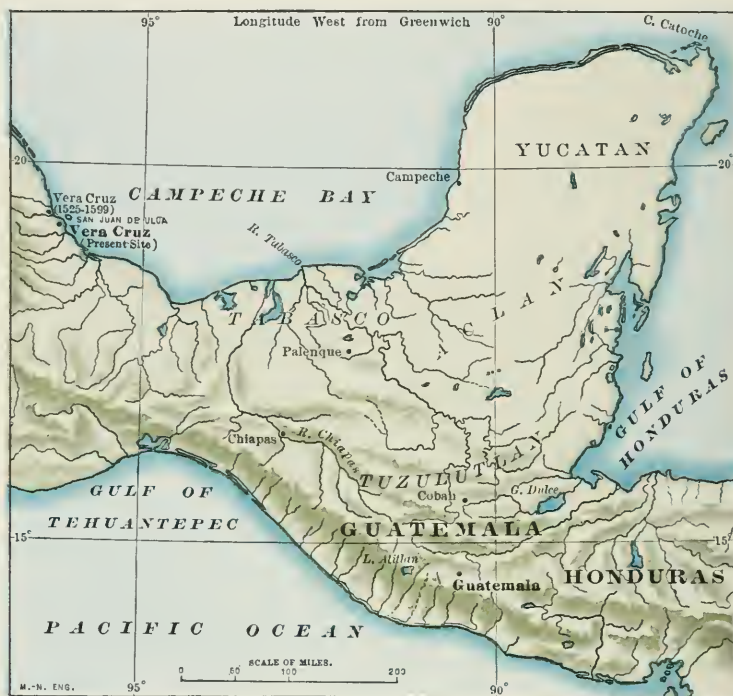 95°
Longitude West from Greenwich
90
C. Catoche
YUCATAN
20
20°
Campeche
CAMPECHE BAY
Vera Cruz
(1525-1599)
SAN JUAN DE ULUA
Vera Cruz
(Present Site)
R. Tabasco
TABASCO
ACLAN
Palenque
GULF OF
HONDURAS
Chiapas
R. Chiapas
TUZULUTLAN
Coban
G. Dulce
GULF OF
TEHUANTEPEC
15°
GUATEMALA
15°
L. Atitlan
Guatemala
HONDURAS
PACIFIC OCEAN
SCALE OF MILES.
0 50 100 200
M.-N. ENG.
95°
90